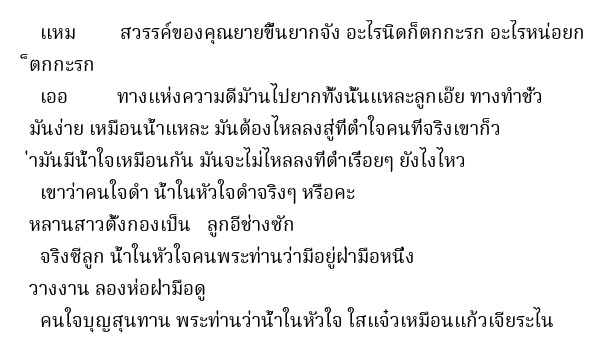 แหม สวรรค์ของคุณยายขึ้นยากจัง อะไรนิดก็ตกกะรก อะไรหน่อยก
็ตกกะรก
เออ ทางแห่งความดีมัานไปยากทั้งนั้นแหละลูกเอ๊ย ทางทำชั่ว
มันง่าย เหมือนน้ำแหละ มันต้องไหลลงสู่ที่ต่ำใจคนที่จริงเขาก็ว
่ามันมีน้ำใจเหมือนกัน มันจะไม่ไหลลงที่ต่ำเรื่อยๆ ยังไงไหว
เขาว่าคนใจดำ น้ำในหัวใจดำจริงๆ หรือคะ
หลานสาวตั้งกองเป็น ลูกอีช่างซัก
จริงซีลูก น้ำในหัวใจคนพระท่านว่ามีอยู่ฝ่ามือหนึ่ง
วางงาน ลองห่อฝ่ามือดู
คนใจบุญสุนทาน พระท่านว่าน้ำในหัวใจ ใสแจ๋วเหมือนแก้วเจียระไน